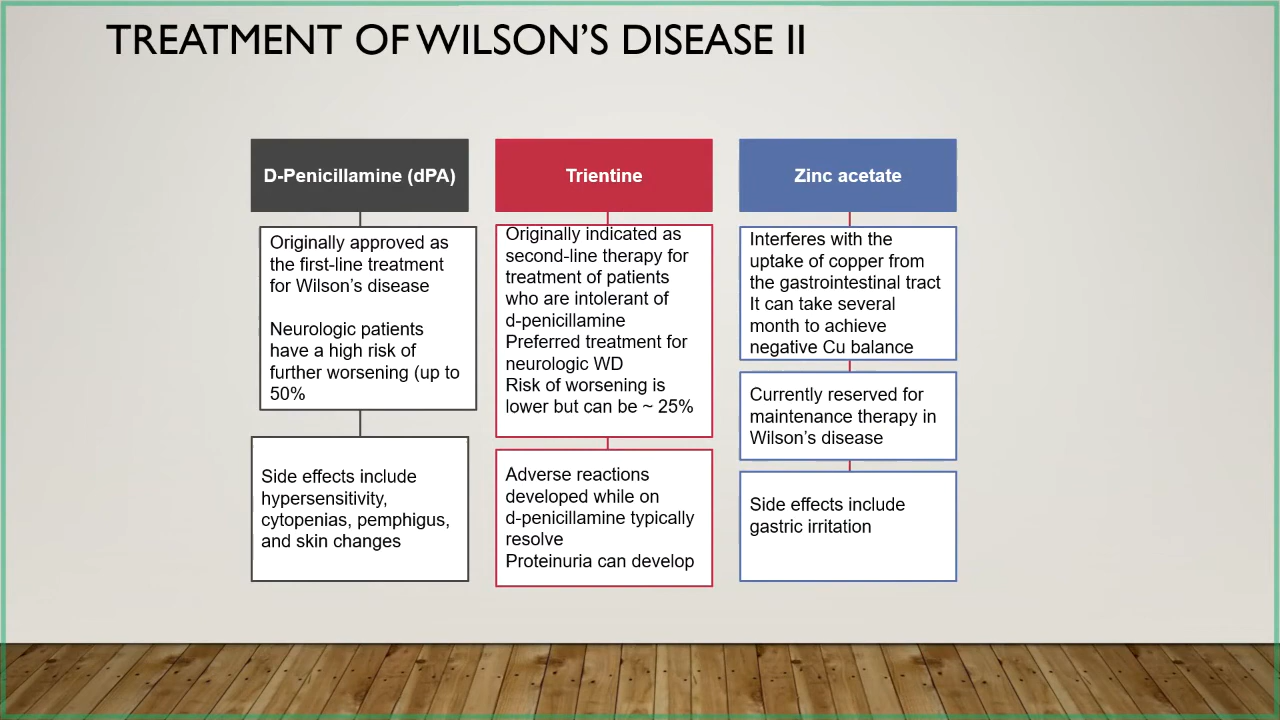 TREATMENT OF WILSON'S DISEASE II
D-Penicillamine (dPA)
Originally approved as
the first-line treatment
for Wilson's disease
Neurologic patients
have a high risk of
further worsening (up to
50%
Side effects include
hypersensitivity,
cytopenias, pemphigus,
and skin changes
Trientine
Originally indicated as
second-line therapy for
treatment of patients
who are intolerant of
d-penicillamine
Preferred treatment for
neurologic WD
Risk of worsening is
lower but can be ~ 25%
Adverse reactions
developed while on
d-penicillamine typically
resolve
Proteinuria can develop
Zinc acetate
Interferes with the
uptake of copper from
the gastrointestinal tract
It can take several
month to achieve
negative Cu balance
Currently reserved for
maintenance therapy in
Wilson's disease
Side effects include
gastric irritation